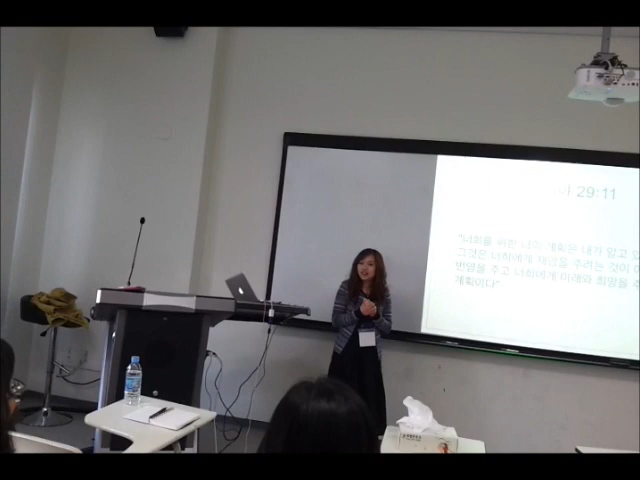 29:11
"너희를 위한 나의 계획은 내가 알고
그것은 너희에게 재앙을 주려는 것이
번영을 주고 너희에게 미래와 희망을
계획이다"